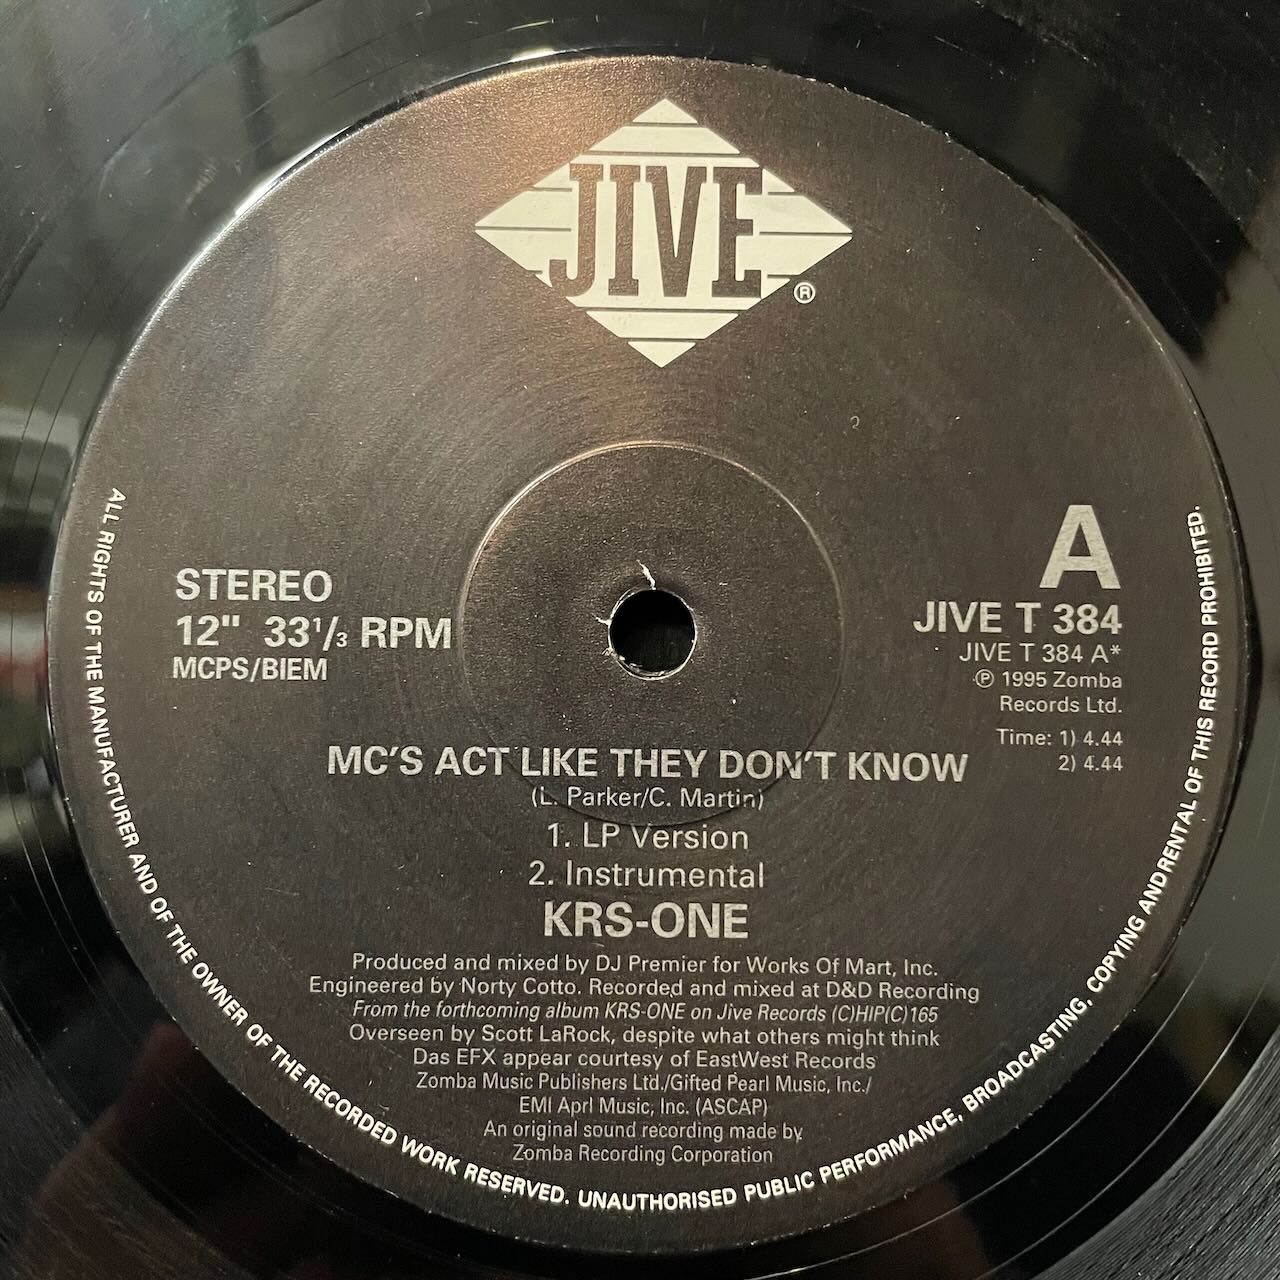 JIVE
®
A
STEREO
12" 33 1/3 RPM
MCPS/BIEM
JIVE T 384
JIVE T 384 A*
℗ 1995 Zomba
Records Ltd.
Time: 1) 4.44
2) 4.44
MC'S ACT LIKE THEY DON'T KNOW
(L. Parker/C. Martin)
1. LP Version
2. Instrumental
KRS-ONE
Produced and mixed by DJ Premier for Works Of Mart, Inc.
Engineered by Norty Cotto. Recorded and mixed at D&D Recording
From the forthcoming album KRS-ONE on Jive Records (C)HIP(C)165
Overseen by Scott LaRock, despite what others might think
Das EFX appear courtesy of EastWest Records
Zomba Music Publishers Ltd./Gifted Pearl Music, Inc./
EMI Aprl Music, Inc. (ASCAP)
An original sound recording made by
Zomba Recording Corporation
ALL RIGHTS OF THE MANUFACTURER AND OF THE OWNER OF THE RECORDED WORK RESERVED. UNAUTHORISED PUBLIC PERFORMANCE, BROADCASTING, COPYING ANDRENTAL OF THIS RECORD PROHIBITED.